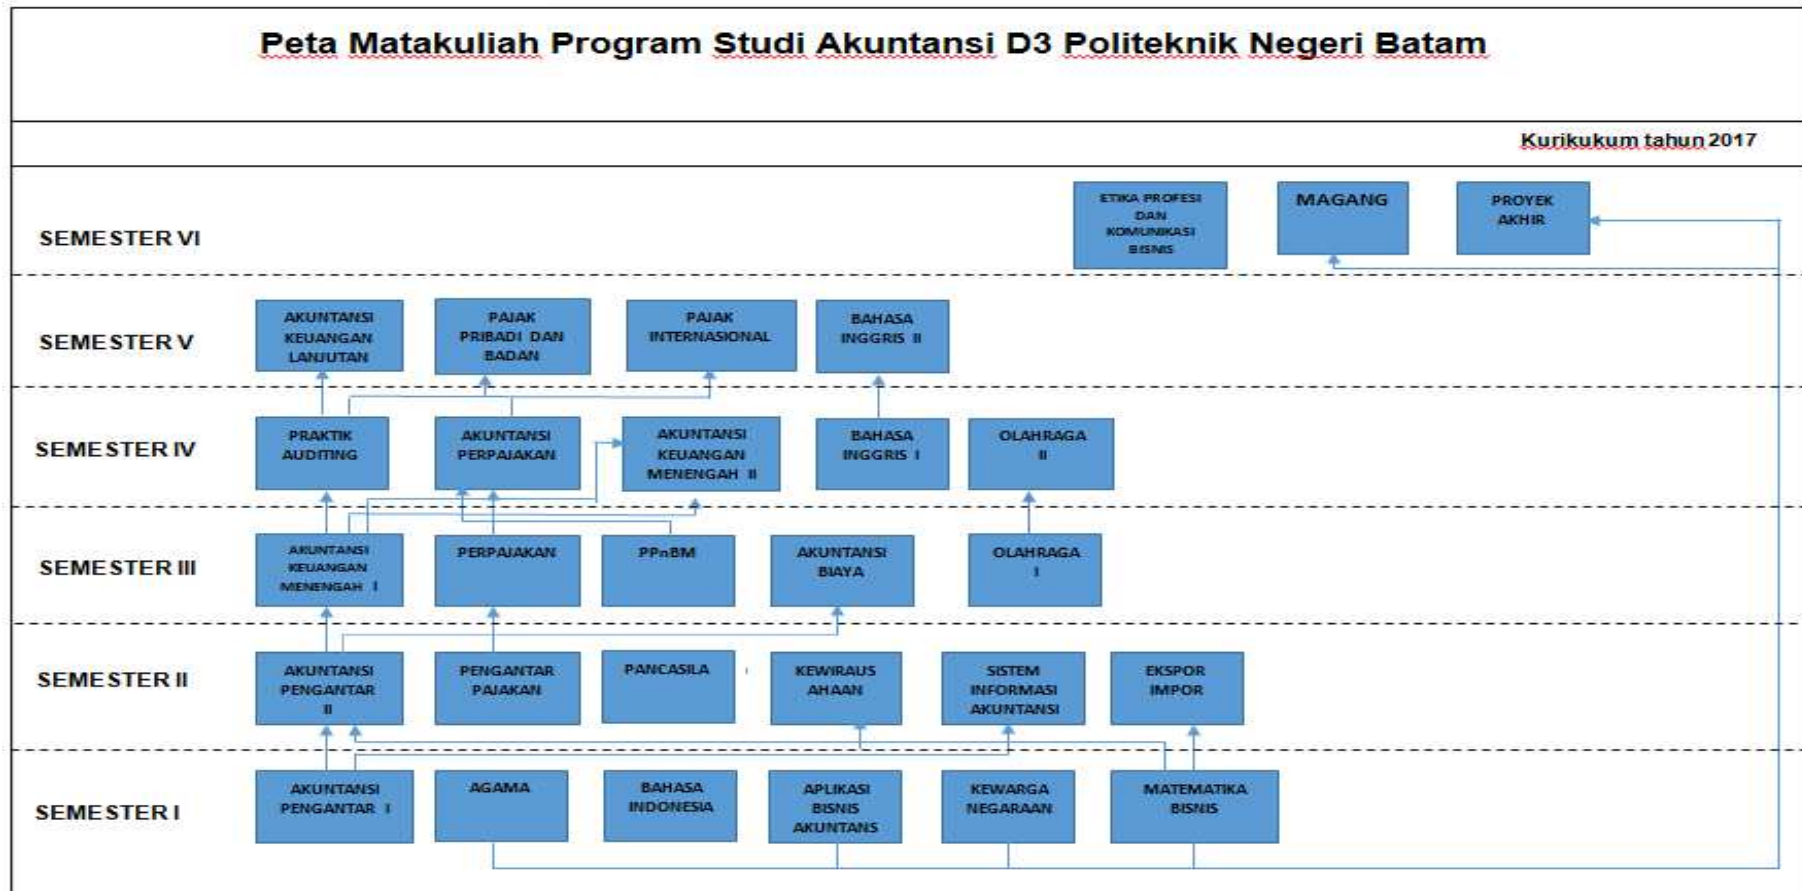 Peta Matakuliah Program Studi Akuntansi D3 Politeknik Negeri Batam
Kurikukum tahun 2017
SEMESTER VI
ETIKA PROFESI
DAN
KOMUNIKASI
BISNIS
MAGANG
PROYEK
AKHIR
SEMESTER V
AKUNTANSI
KEUANGAN
LANJUTAN
PAJAK
PRIBADI DAN
BADAN
PAJAK
INTERNASIONAL
BAHASA
INGGRIS II
SEMESTER IV
PRAKTIK
AUDITING
AKUNTANSI
PERPAJAKAN
AKUNTANSI
KEUANGAN
MENENGAH II
BAHASA
INGGRIS I
OLAHRAGA
II
SEMESTER III
AKUNTANSI
KEUANGAN
MENENGAH I
PERPAJAKAN
PPnBM
AKUNTANSI
BIAYA
OLAHRAGA
I
SEMESTER II
AKUNTANSI
PENGANTAR
II
PENGANTAR
PAJAKAN
PANCASILA
KEWIRAUS
AHAAN
SISTEM
INFORMASI
AKUNTANSI
EKSPOR
IMPOR
SEMESTER I
AKUNTANSI
PENGANTAR I
AGAMA
BAHASA
INDONESIA
APLIKASI
BISNIS
AKUNTANS
KEWARGA
NEGARAAN
MATEMATIKA
BISNIS